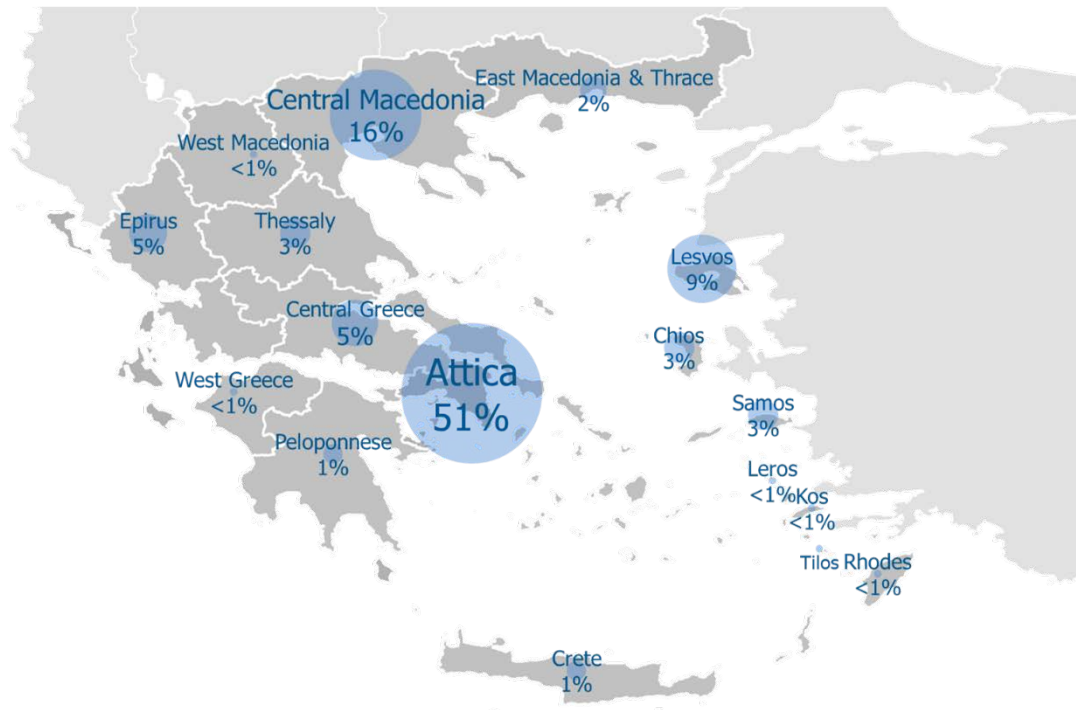 East Macedonia & Thrace
2%
Central Macedonia
16%
West Macedonia
<1%
Epirus
5%
Thessaly
3%
Lesvos
9%
Central Greece
5%
Chios
3%
Attica
51%
West Greece
<1%
Samos
3%
Peloponnese
1%
Leros
<1%
Kos
<1%
Tilos
Rhodes
<1%
Crete
1%